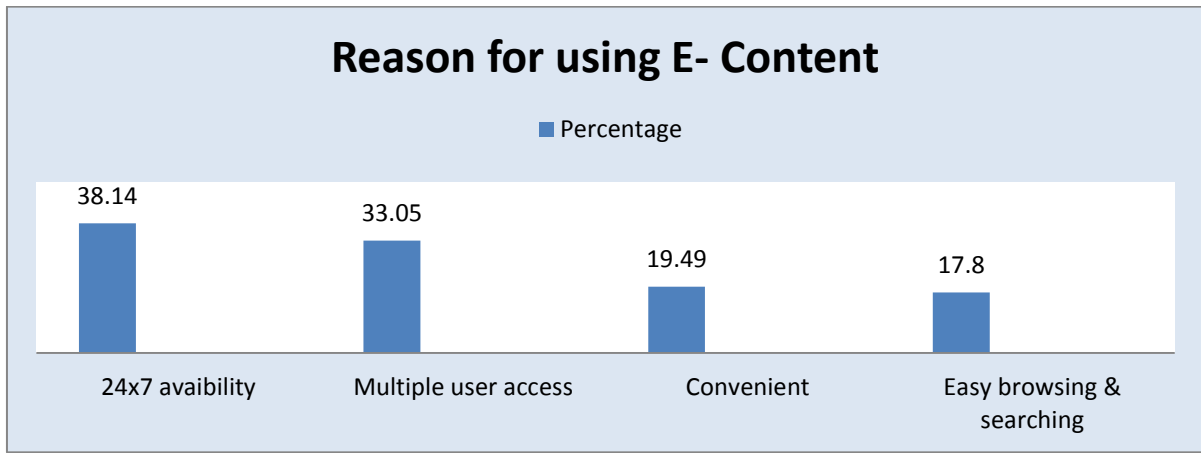 Reason for using E- Content
Percentage
38.14
33.05
19.49
17.8
24x7 avaibility
Multiple user access
Convenient
Easy browsing &
searching